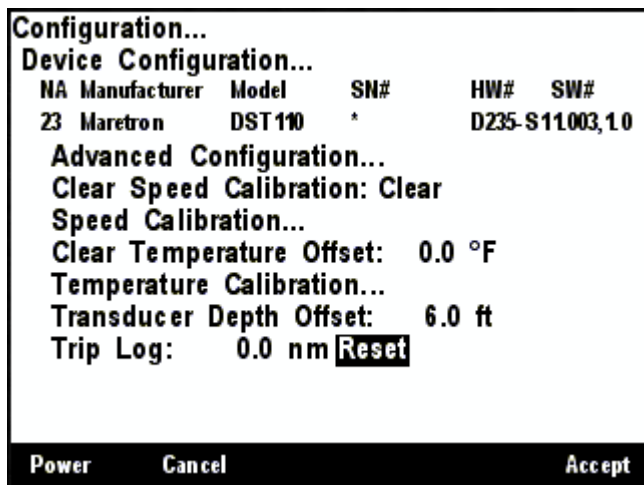 Configuration...
Device Configuration...
NA Manufacturer Model SN# HW# SW#
23 Maretron DST110 * D235-S11.003, 1.0
Advanced Configuration...
Clear Speed Calibration: Clear
Speed Calibration...
Clear Temperature Offset: 0.0 °F
Temperature Calibration...
Transducer Depth Offset: 6.0 ft
Trip Log: 0.0 nm Reset
Power Cancel Accept